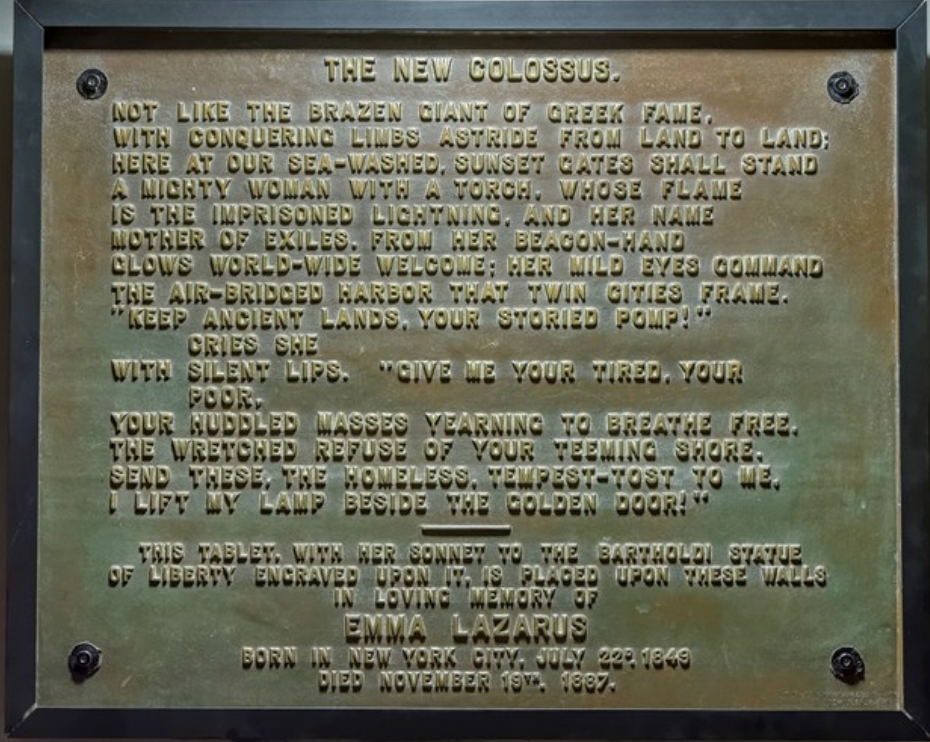 THE NEW COLOSSUS.
NOT LIKE THE BRAZEN GIANT OF GREEK FAME,
WITH CONQUERING LIMBS ASTRIDE FROM LAND TO LAND;
HERE AT OUR SEA-WASHED, SUNSET GATES SHALL STAND
A MIGHTY WOMAN WITH A TORCH, WHOSE FLAME
IS THE IMPRISONED LIGHTNING, AND HER NAME
MOTHER OF EXILES. FROM HER BEACON-HAND
GLOWS WORLD-WIDE WELCOME; HER MILD EYES COMMAND
THE AIR-BRIDGED HARBOR THAT TWIN CITIES FRAME.
"KEEP ANCIENT LANDS, YOUR STORIED POMP!"
CRIES SHE
WITH SILENT LIPS. "GIVE ME YOUR TIRED, YOUR
POOR,
YOUR HUDDLED MASSES YEARNING TO BREATHE FREE,
THE WRETCHED REFUSE OF YOUR TEEMING SHORE,
SEND THESE, THE HOMELESS, TEMPEST-TOST TO ME,
I LIFT MY LAMP BESIDE THE GOLDEN DOOR!"
THIS TABLET, WITH HER SONNET TO THE BARTHOLDI STATUE
OF LIBERTY ENGRAVED UPON IT, IS PLACED UPON THESE WALLS
IN LOVING MEMORY OF
EMMA LAZARUS
BORN IN NEW YORK CITY, JULY 22ᴰ, 1849
DIED NOVEMBER 19ᵀᴴ, 1887.